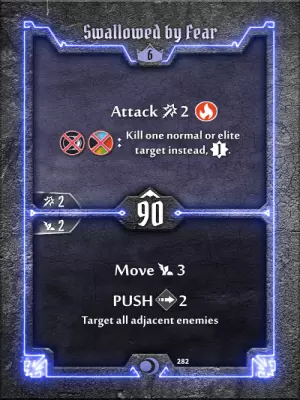 Swallowed by Fear
6
Attack 2
: Kill one normal or elite
target instead, .
2
90
2
Move 3
PUSH 2
Target all adjacent enemies
282